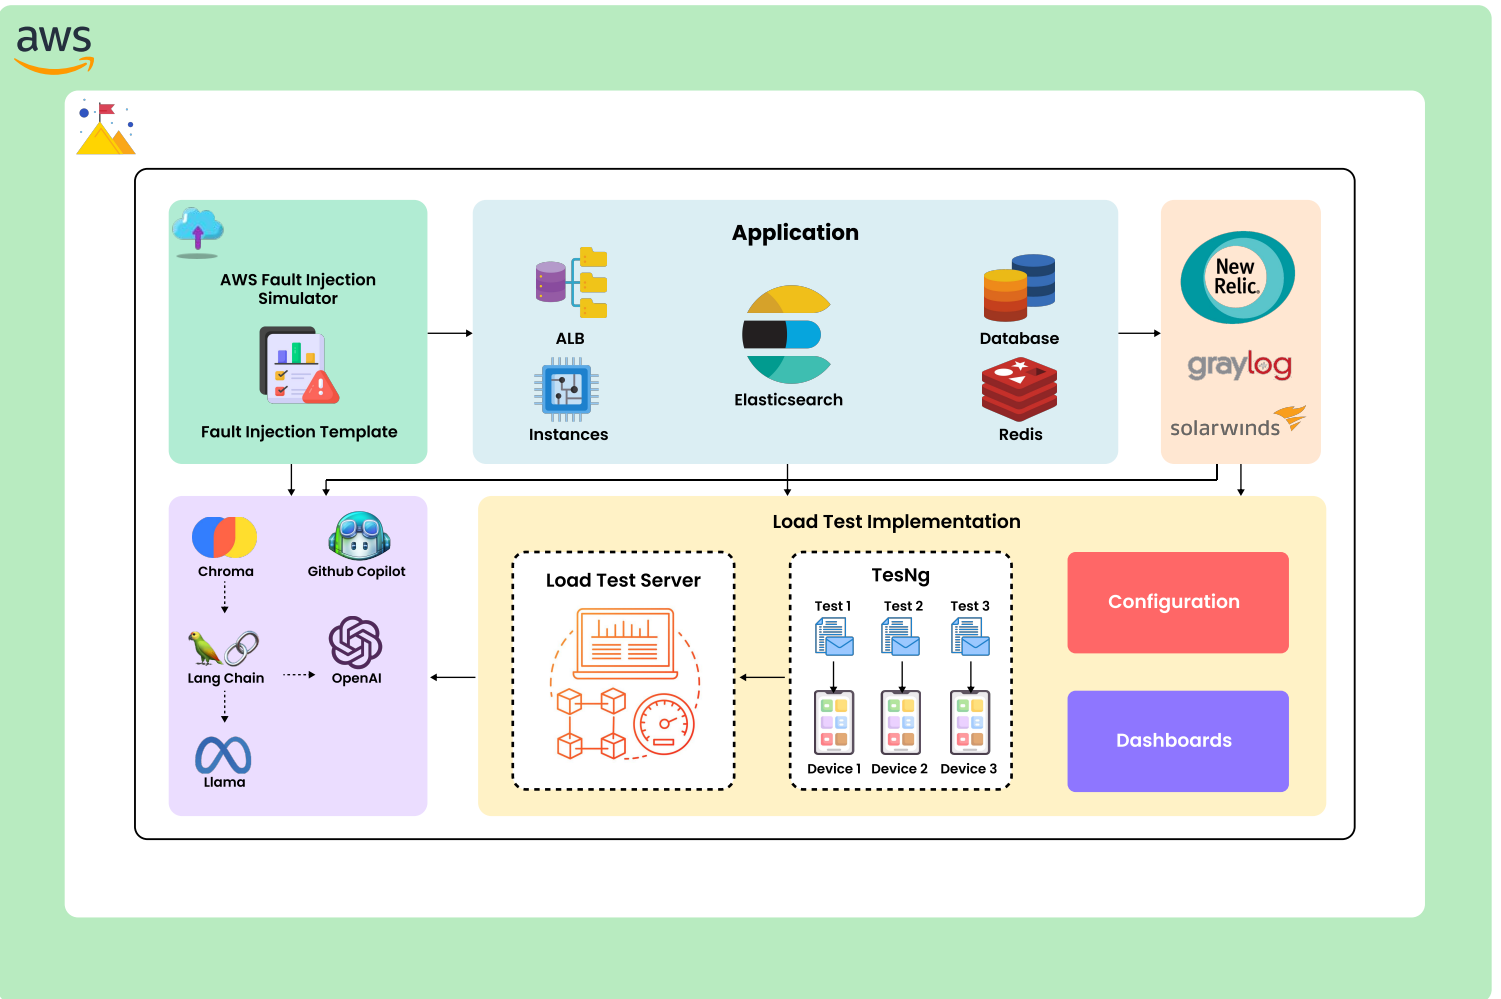 aws
AWS Fault Injection
Simulator
Fault Injection Template
Application
ALB
Instances
Elasticsearch
Database
Redis
New
Relic.
graylog
solarwinds
Chroma
Github Copilot
Lang Chain
OpenAI
Llama
Load Test Implementation
Load Test Server
TesNg
Test 1
Test 2
Test 3
Device 1
Device 2
Device 3
Configuration
Dashboards